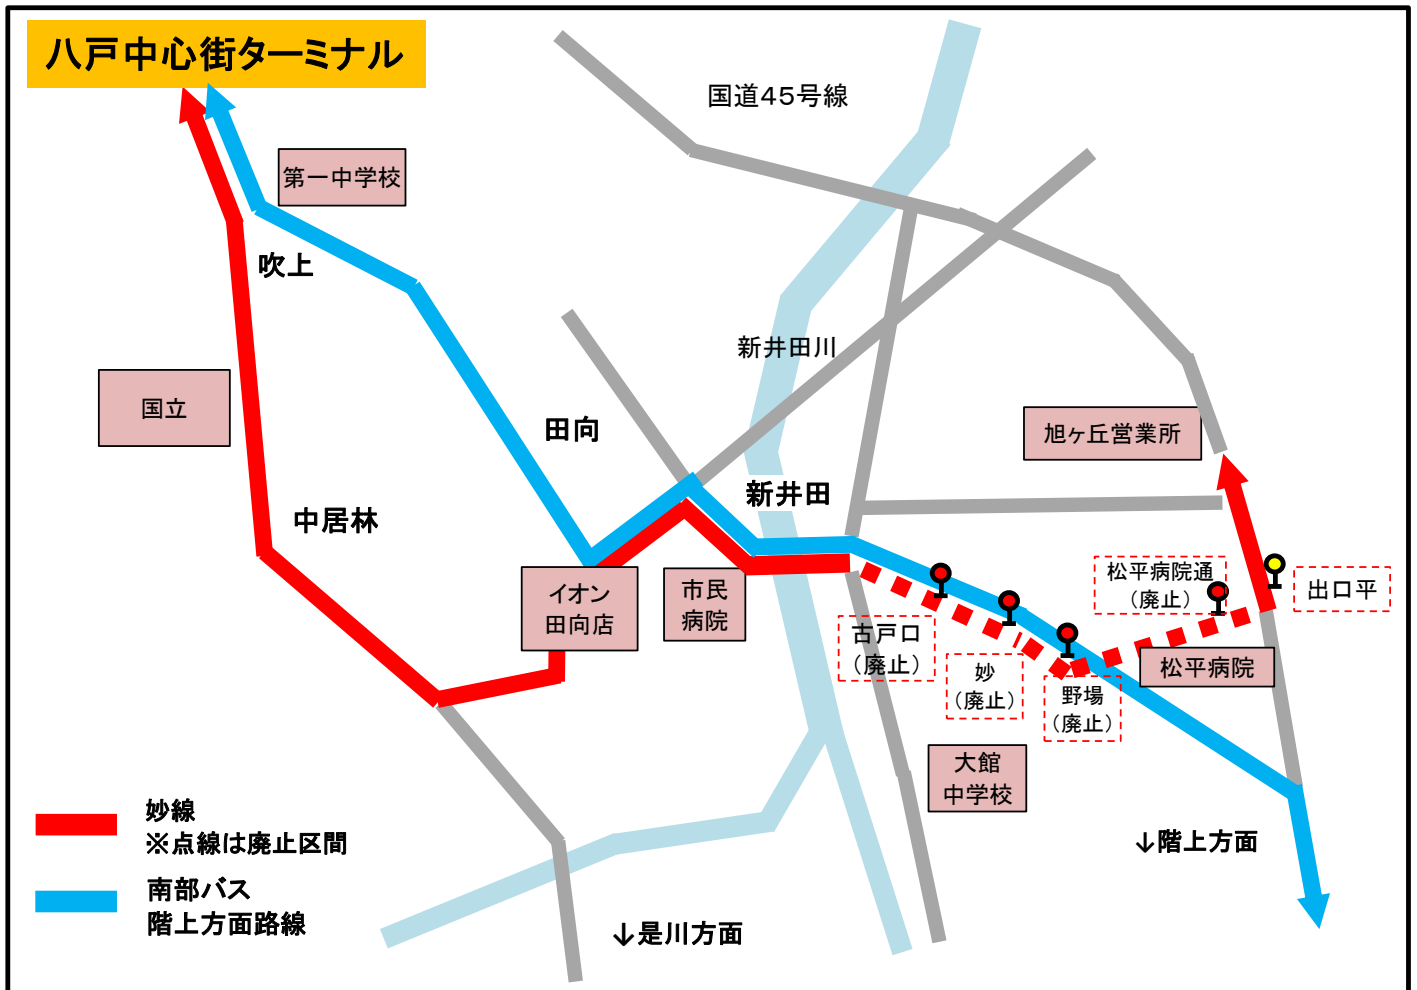 八戸中心街ターミナル
国道45号線
第一中学校
吹上
新井田川
国立
田向
旭ヶ丘営業所
新井田
中居林
イオン
田向店
市民
病院
松平病院通
（廃止）
出口平
古戸口
（廃止）
妙
（廃止）
野場
（廃止）
松平病院
大館
中学校
妙線
※点線は廃止区間
↓階上方面
南部バス
階上方面路線
↓是川方面